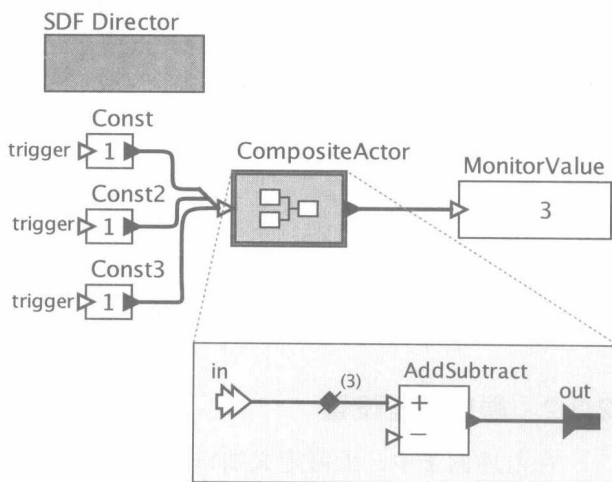 SDF Director
Const
trigger
1
CompositeActor
MonitorValue
3
Const2
trigger
1
Const3
trigger
1
in
(3)
AddSubtract
+
−
out